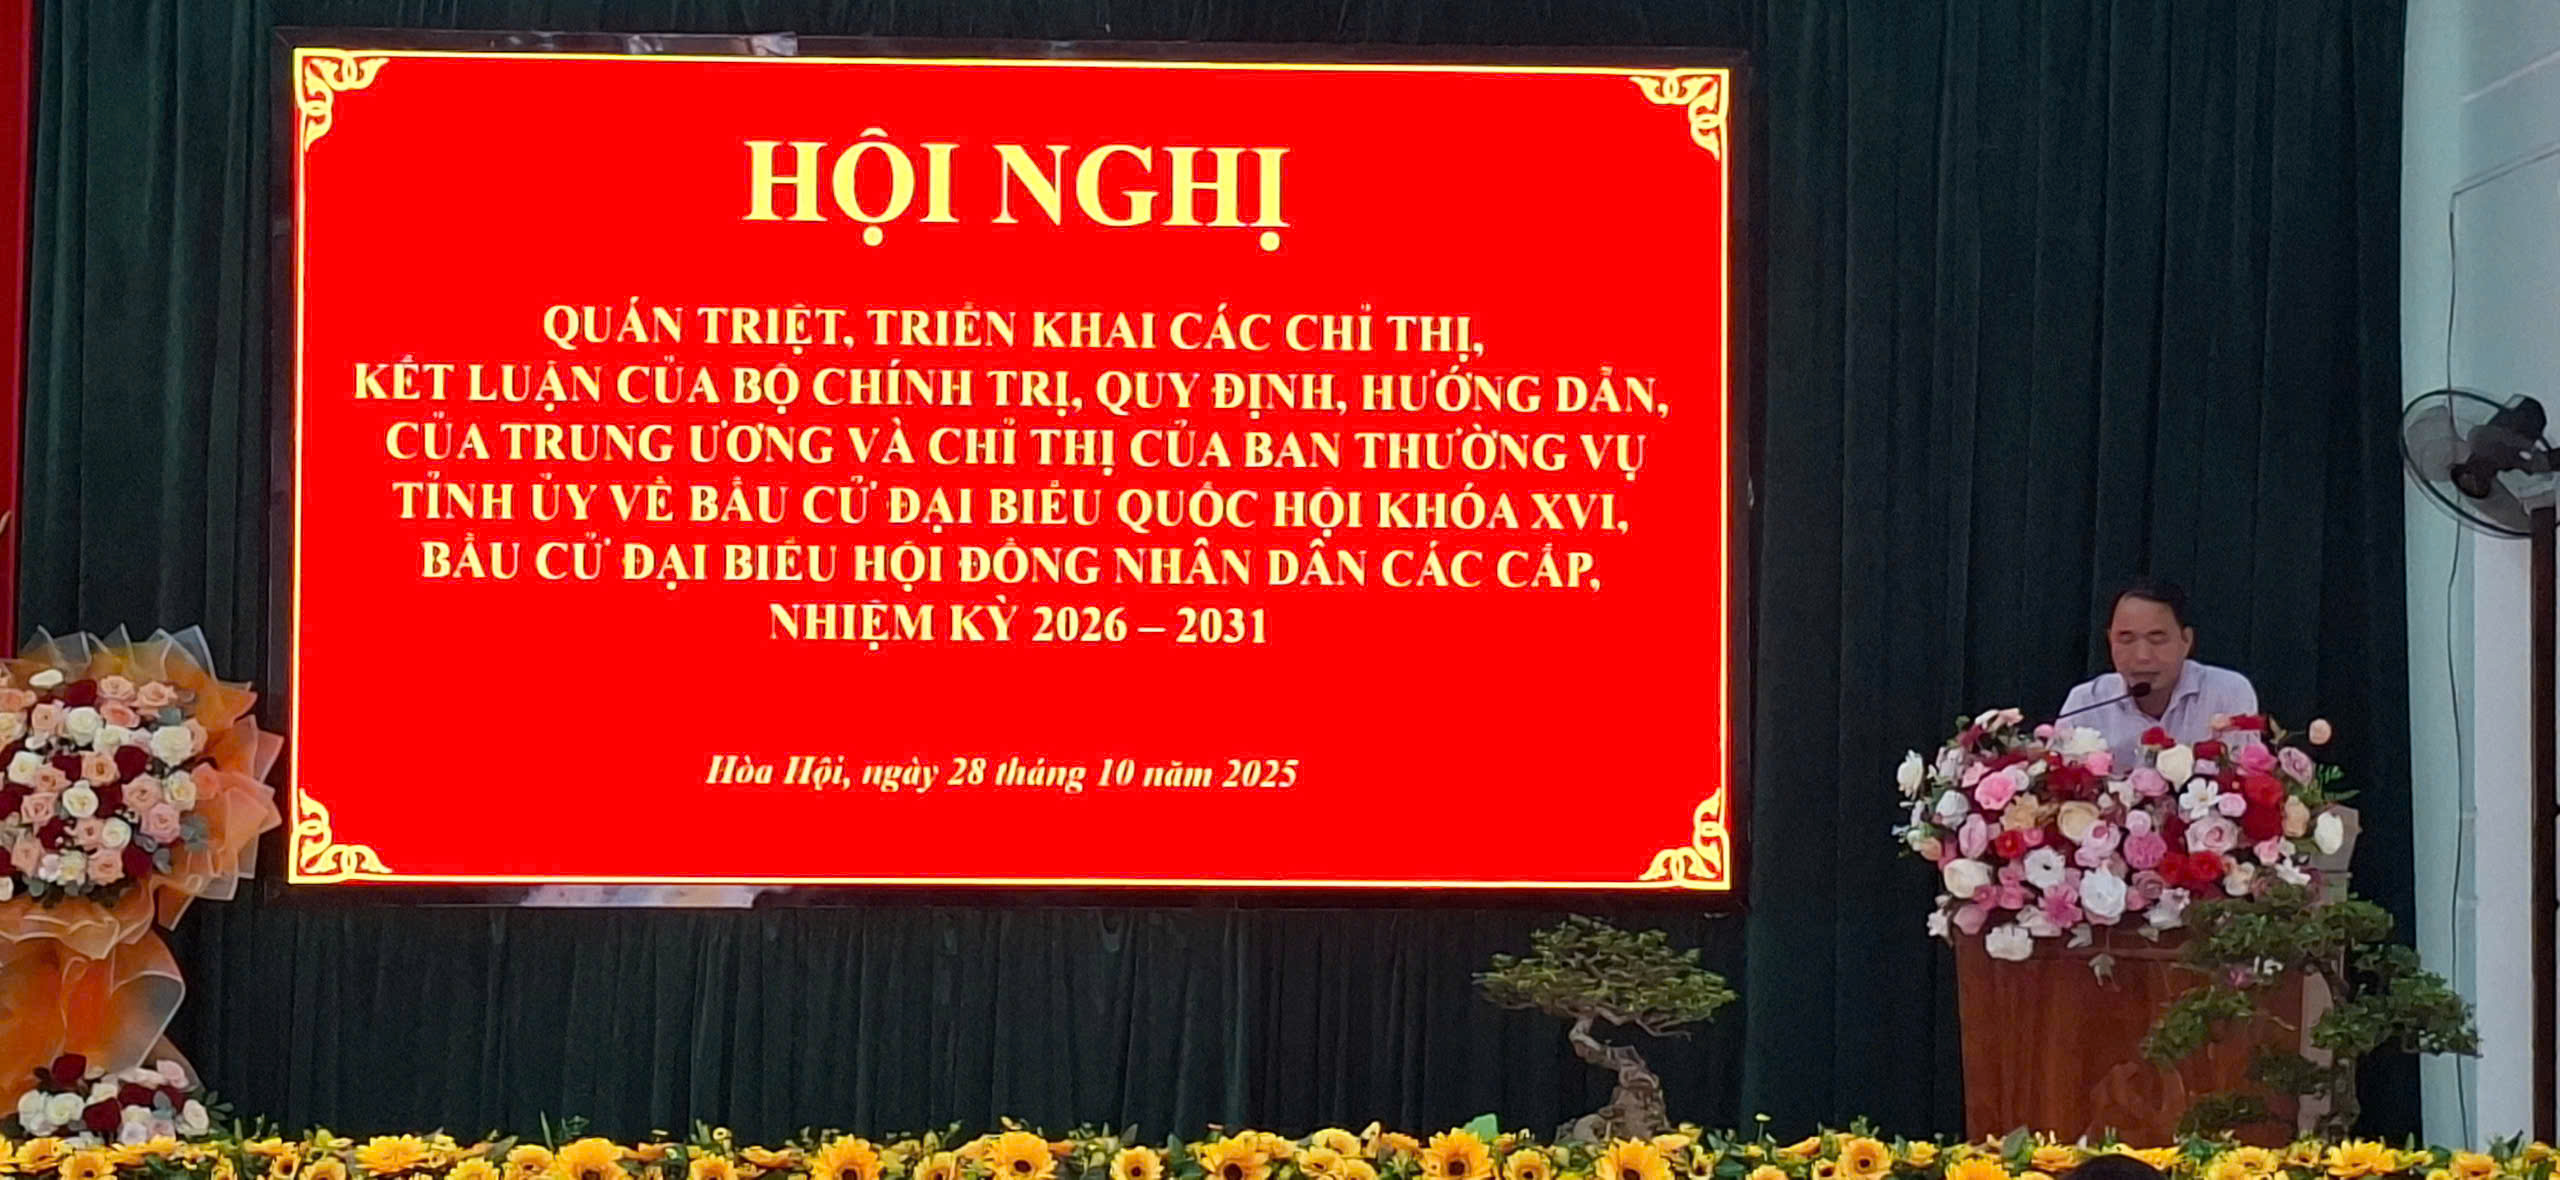 HỘI NGHỊ
QUÁN TRIỆT, TRIỂN KHAI CÁC CHỈ THỊ,
KẾT LUẬN CỦA BỘ CHÍNH TRỊ, QUY ĐỊNH, HƯỚNG DẪN,
CỦA TRUNG ƯƠNG VÀ CHỈ THỊ CỦA BAN THƯỜNG VỤ
TỈNH ỦY VỀ BẦU CỬ ĐẠI BIỂU QUỐC HỘI KHÓA XVI,
BẦU CỬ ĐẠI BIỂU HỘI ĐỒNG NHÂN DÂN CÁC CẤP,
NHIỆM KỲ 2026 – 2031
Hòa Hội, ngày 28 tháng 10 năm 2025